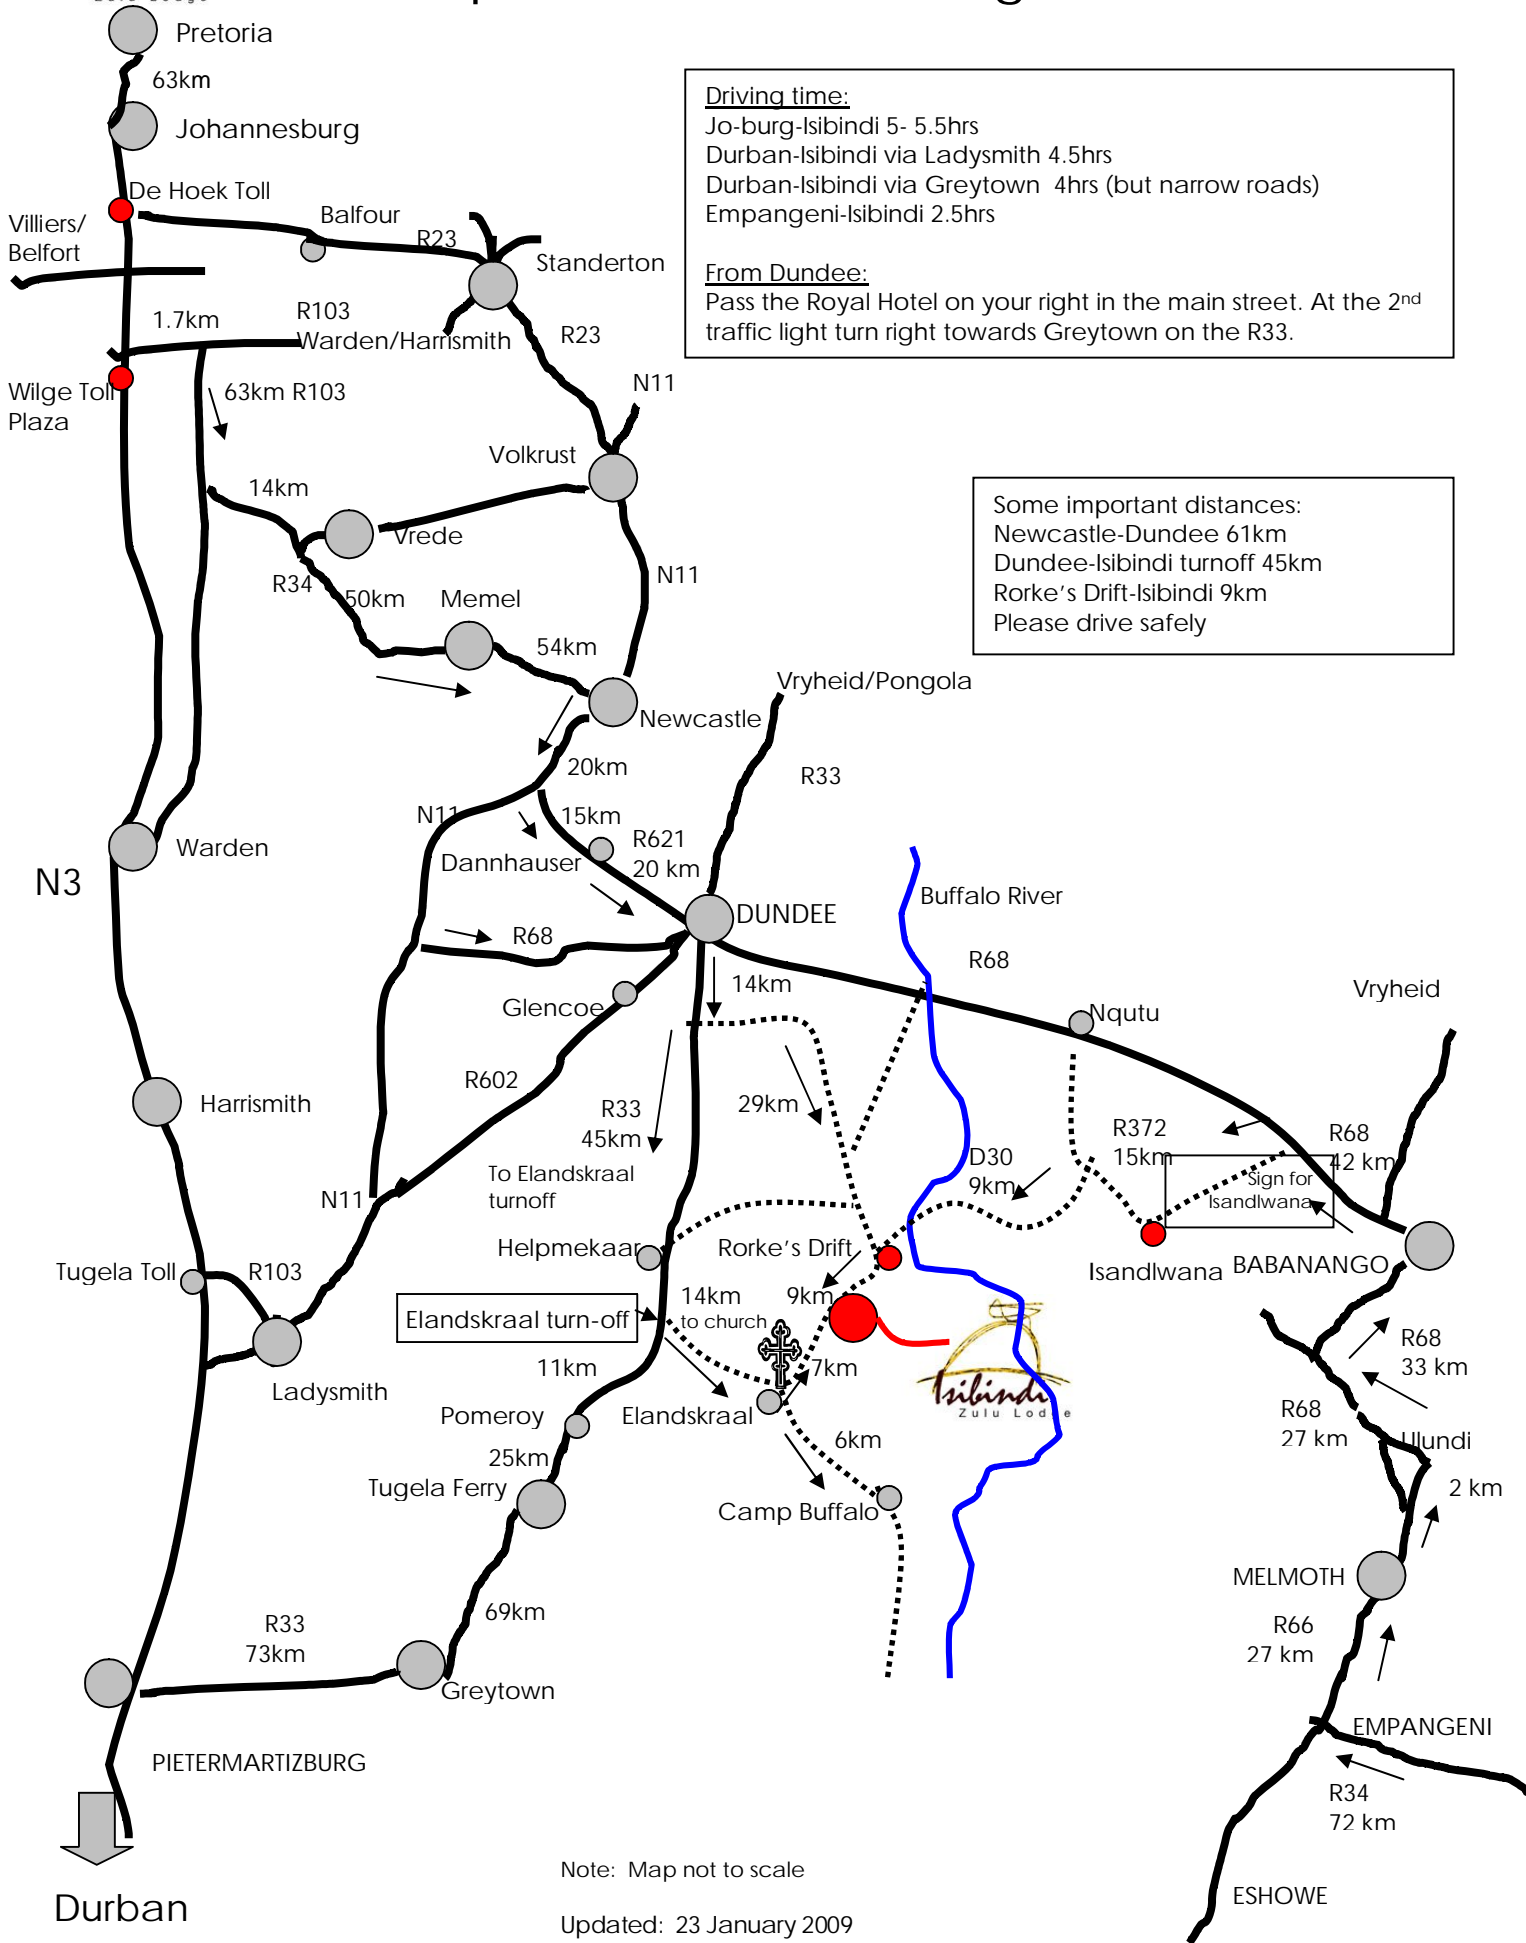 Pretoria
63km
Johannesburg
Driving time:
Jo-burg-Isibindi 5- 5.5hrs
Durban-Isibindi via Ladysmith 4.5hrs
Durban-Isibindi via Greytown  4hrs (but narrow roads)
Empangeni-Isibindi 2.5hrs
From Dundee:
Pass the Royal Hotel on your right in the main street. At the 2nd
traffic light turn right towards Greytown on the R33.
De Hoek Toll
Villiers/
Belfort
Balfour
R23
Standerton
1.7km
R103
Warden/Harrismith
R23
Wilge Toll
Plaza
63km R103
N11
Volkrust
14km
Vrede
Some important distances:
Newcastle-Dundee 61km
Dundee-Isibindi turnoff 45km
Rorke's Drift-Isibindi 9km
Please drive safely
R34
50km
Memel
N11
54km
Vryheid/Pongola
Newcastle
20km
R33
N11
15km
R621
20 km
Dannhauser
Warden
N3
Buffalo River
DUNDEE
R68
R68
14km
Vryheid
Glencoe
Nqutu
R602
Harrismith
R33
45km
29km
To Elandskraal
turnoff
D30
9km
R372
15km
R68
42 km
Sign for
Isandlwana
N11
Helpmekaar
Rorke's Drift
Tugela Toll
R103
Isandlwana
BABANANGO
Elandskraal turn-off
14km
to church
9km
R68
33 km
11km
7km
Ladysmith
Isibindi
Zulu Lodge
Pomeroy
Elandskraal
R68
27 km
Ulundi
25km
6km
Tugela Ferry
2 km
Camp Buffalo
MELMOTH
69km
R33
73km
R66
27 km
Greytown
EMPANGENI
PIETERMARTIZBURG
R34
72 km
Note:  Map not to scale
ESHOWE
Durban
Updated:  23 January 2009